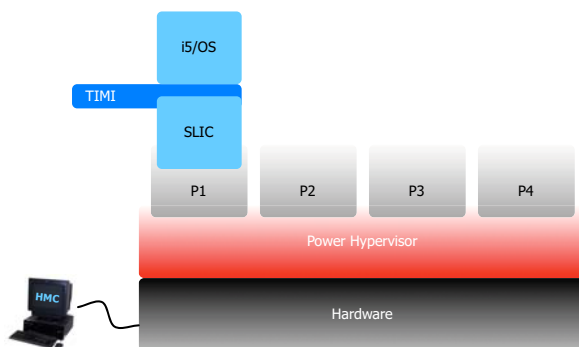 i5/OS
TIMI
SLIC
P1 P2 P3 P4
Power Hypervisor
HMC
Hardware